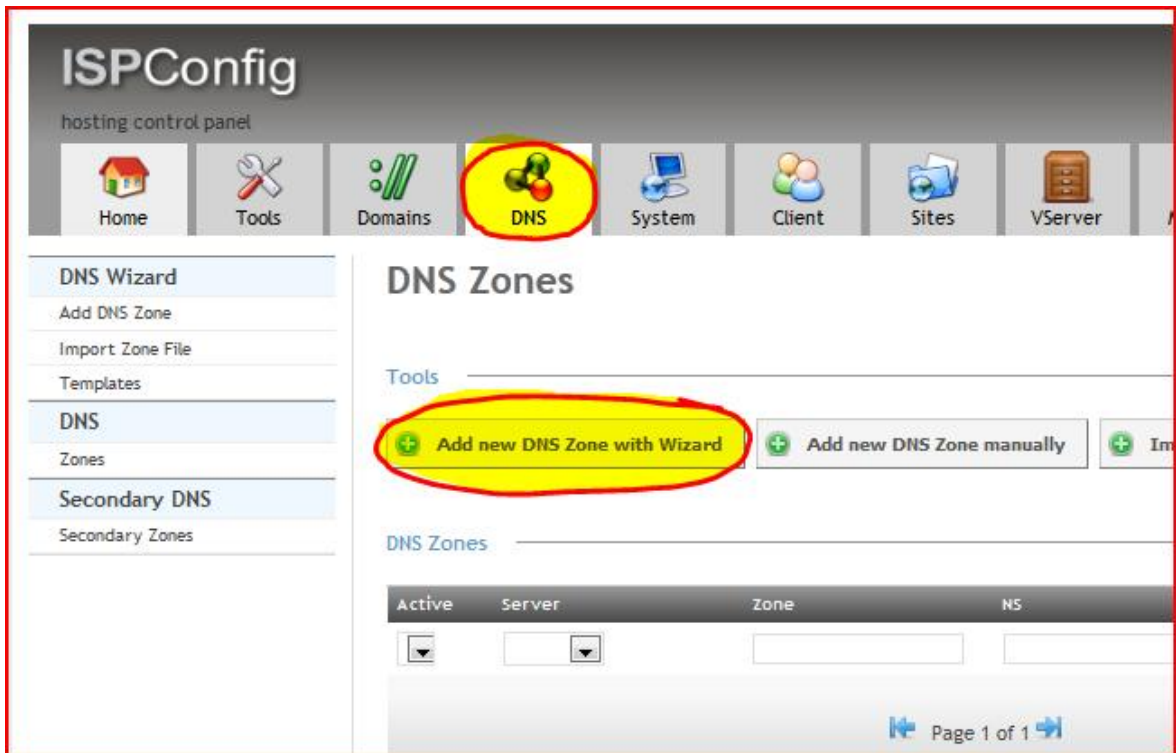 ISPConfig
hosting control panel
Home Tools Domains DNS System Client Sites VServer
DNS Wizard
Add DNS Zone
Import Zone File
Templates
DNS
Zones
Secondary DNS
Secondary Zones
DNS Zones
Tools
Add new DNS Zone with Wizard Add new DNS Zone manually
DNS Zones
Active Server Zone NS
Page 1 of 1